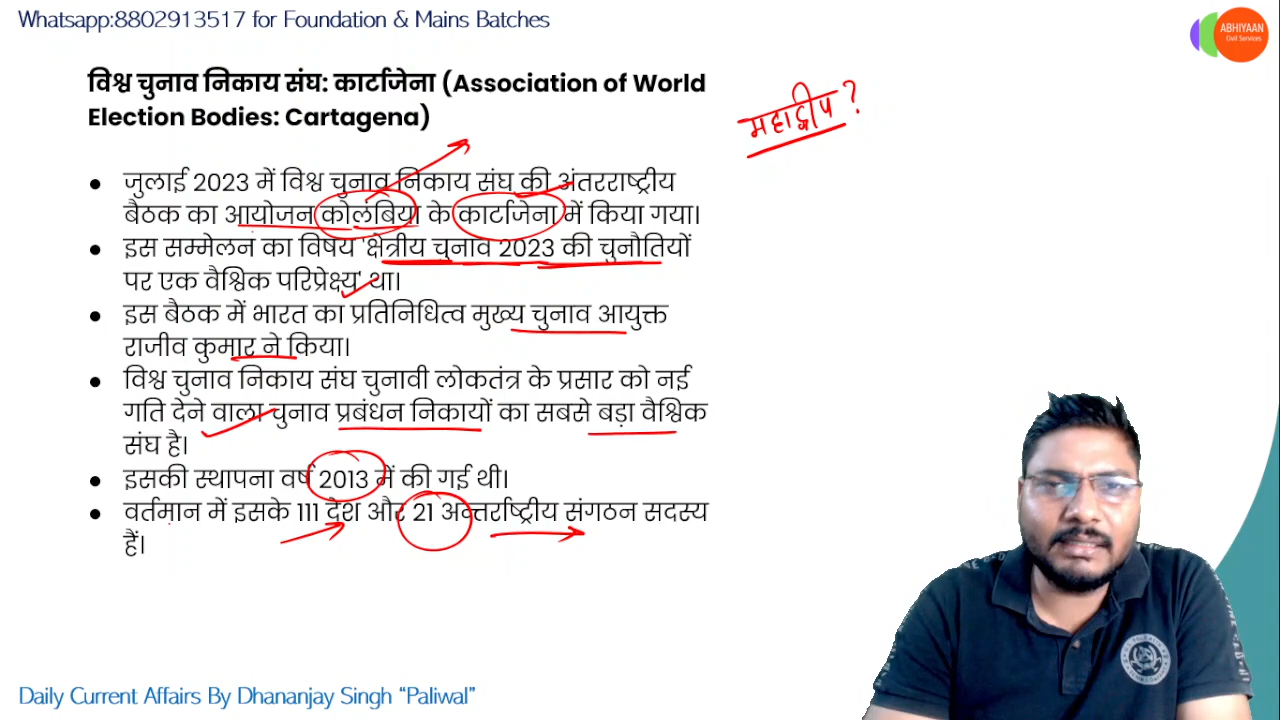 Whatsapp:8802913517 for Foundation & Mains Batches
ABHIYAAN
Civil Services
विश्व चुनाव निकाय संघ: कार्टाजेना (Association of World
Election Bodies: Cartagena)
महाद्वीप ?
● जुलाई 2023 में विश्व चुनाव निकाय संघ की अंतरराष्ट्रीय
बैठक का आयोजन कोलंबिया के कार्टाजेना में किया गया।
● इस सम्मेलन का विषय 'क्षेत्रीय चुनाव 2023 की चुनौतियों
पर एक वैश्विक परिप्रेक्ष्य' था।
● इस बैठक में भारत का प्रतिनिधित्व मुख्य चुनाव आयुक्त
राजीव कुमार ने किया।
● विश्व चुनाव निकाय संघ चुनावी लोकतंत्र के प्रसार को नई
गति देने वाला चुनाव प्रबंधन निकायों का सबसे बड़ा वैश्विक
संघ है।
● इसकी स्थापना वर्ष 2013 में की गई थी।
● वर्तमान में इसके 111 देश और 21 अन्तर्राष्ट्रीय संगठन सदस्य
हैं।
Daily Current Affairs By Dhananjay Singh “Paliwal”